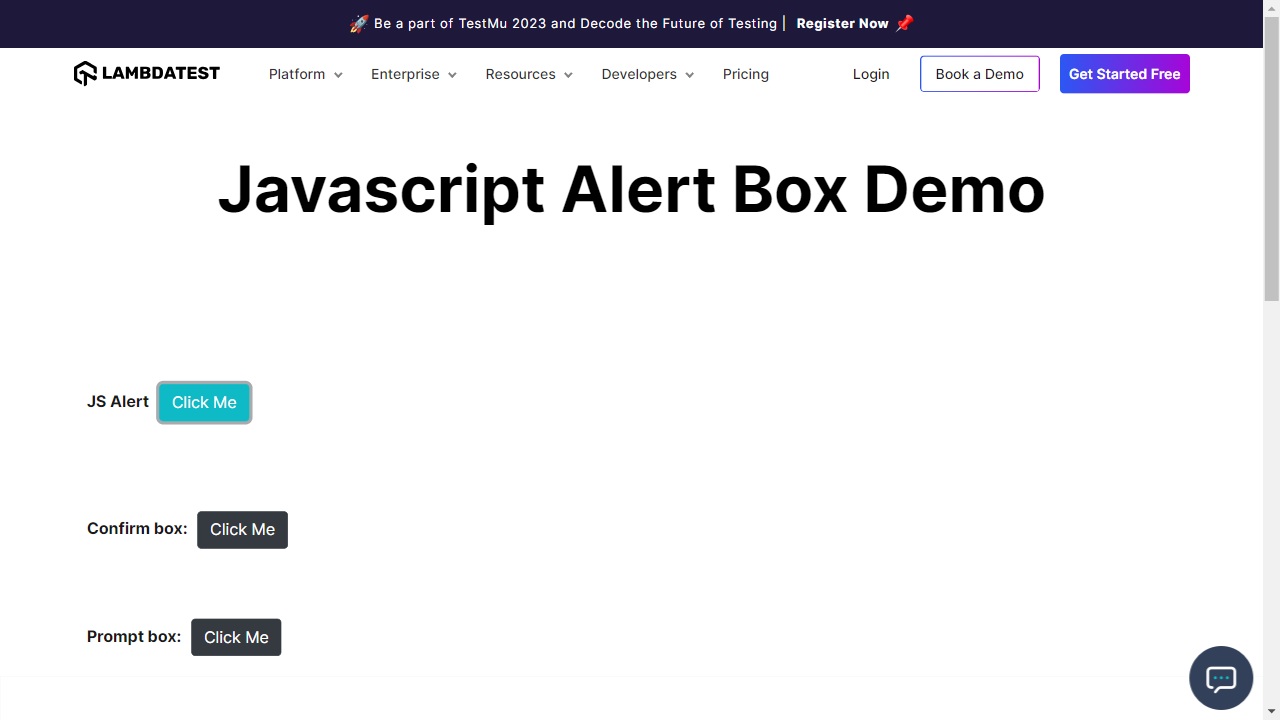 🚀 Be a part of TestMu 2023 and Decode the Future of Testing | Register Now 📌
LAMBDATEST Platform Enterprise Resources Developers Pricing Login Book a Demo Get Started Free
Javascript Alert Box Demo
JS Alert Click Me
Confirm box: Click Me
Prompt box: Click Me